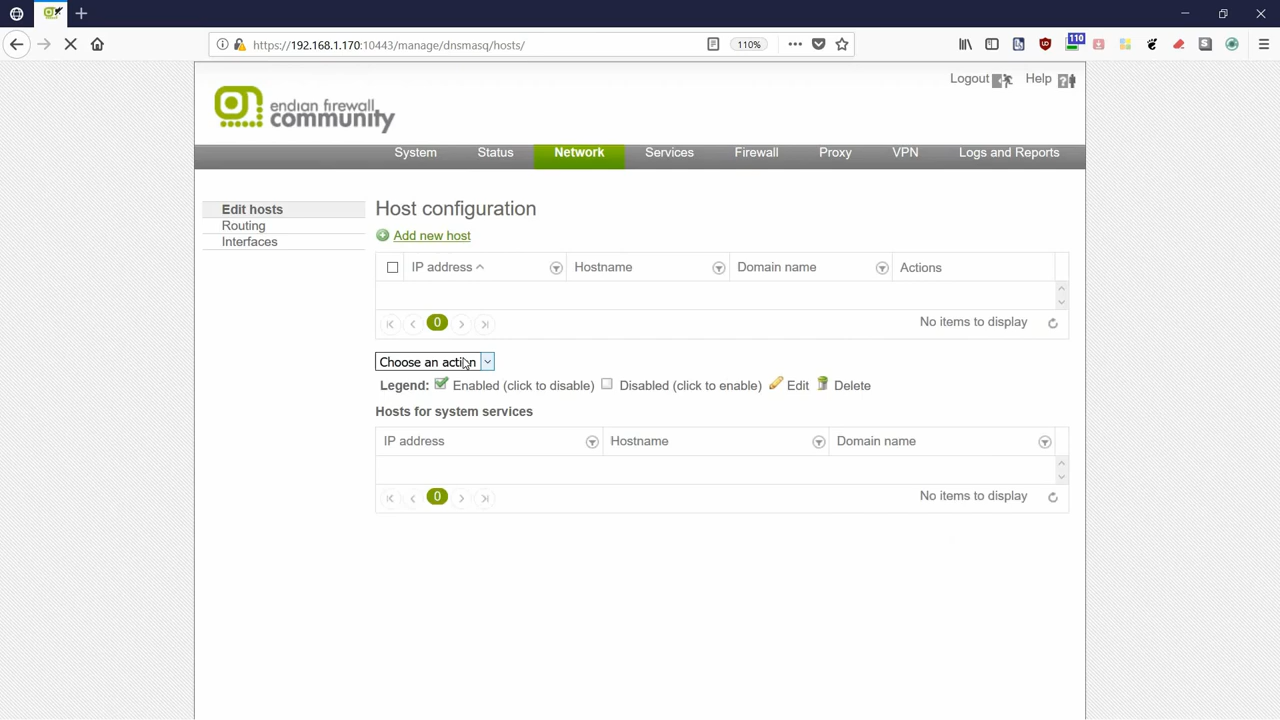 https://192.168.1.170:10443/manage/dnsmasq/hosts/
110%
110
Logout
Help
endian firewall
community
System
Status
Network
Services
Firewall
Proxy
VPN
Logs and Reports
Edit hosts
Routing
Interfaces
Host configuration
Add new host
IP address
Hostname
Domain name
Actions
0
No items to display
Choose an action
Legend: Enabled (click to disable) Disabled (click to enable) Edit Delete
Hosts for system services
IP address
Hostname
Domain name
0
No items to display